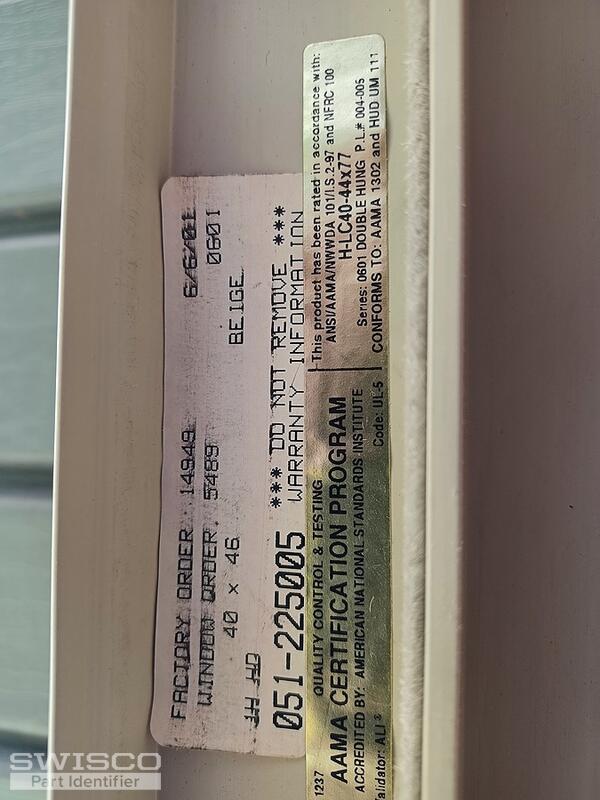 FACTORY ORDER 14949 6/6/01
WINDOW ORDER. 5489 0601
40 x 46 BEIGE
051-225005 *** DO NOT REMOVE ***
WARRANTY INFORMATION
1237 QUALITY CONTROL & TESTING
AAMA CERTIFICATION PROGRAM
ACCREDITED BY: AMERICAN NATIONAL STANDARDS INSTITUTE
Validator: ALI Code: UL-5
This product has been rated in accordance with:
ANSI/AAMA/NWWDA 101/I.S.2-97 and NFRC 100
H-LC40-44x77
Series: 0601 DOUBLE HUNG P.L.# 004-005
CONFORMS TO: AAMA 1302 and HUD UM 111
SWISCO
Part Identifier